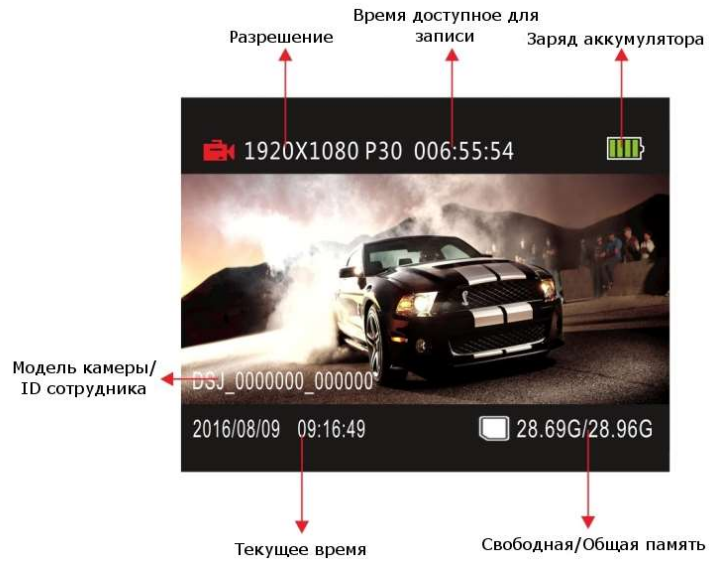 Время доступное для
записи
Разрешение
Заряд аккумулятора
1920X1080 P30 006:55:54
Модель камеры/
ID сотрудника
DSJ_0000000_000000
2016/08/09 09:16:49
28.69G/28.96G
Текущее время
Свободная/Общая память